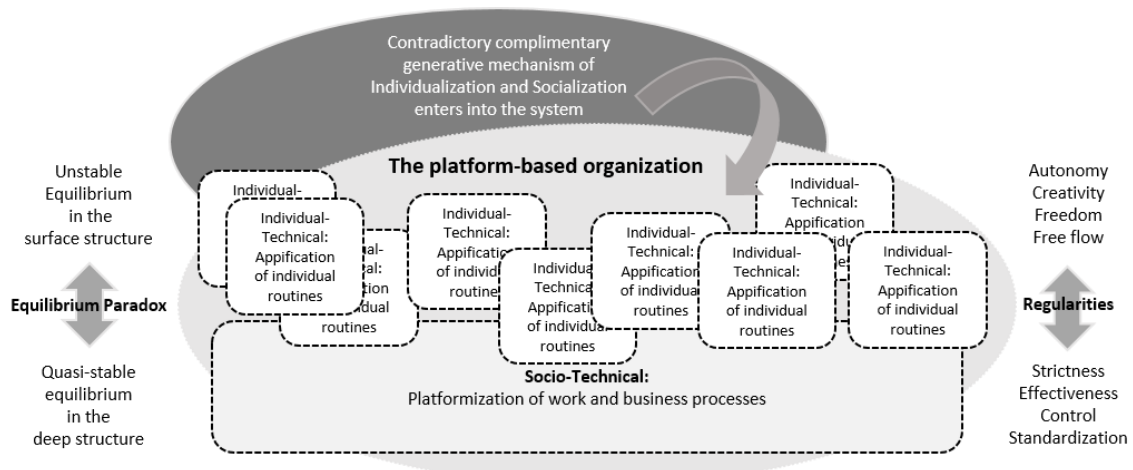 Contradictory complimentary
generative mechanism of
Individualization and Socialization
enters into the system
The platform-based organization
Unstable
Equilibrium
in the
surface structure
Equilibrium Paradox
Quasi-stable
equilibrium
in the
deep structure
Individual-
Individual-
Technical:
Appification
of individual
routines
routines
Individual-
Technical:
Appification
of individual
routines
Individual-
Technical:
Appification
of individual
routines
Individual-
Technical:
Appification
of individual
routines
Individual-
Technical:
Appification
Individual-
Technical:
Appification
of individual
routines
Individual-
Technical:
Appification
of individual
routines
Socio-Technical:
Platformization of work and business processes
Autonomy
Creativity
Freedom
Free flow
Regularities
Strictness
Effectiveness
Control
Standardization